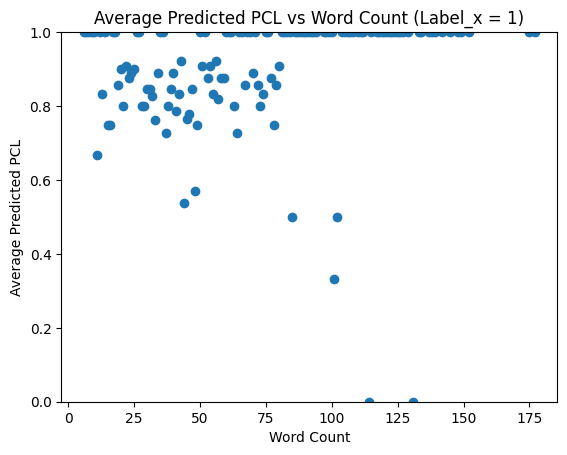 Average Predicted PCL vs Word Count (Label_x = 1)
1.0
0.8
0.6
0.4
0.2
0.0
Average Predicted PCL
0 25 50 75 100 125 150 175
Word Count